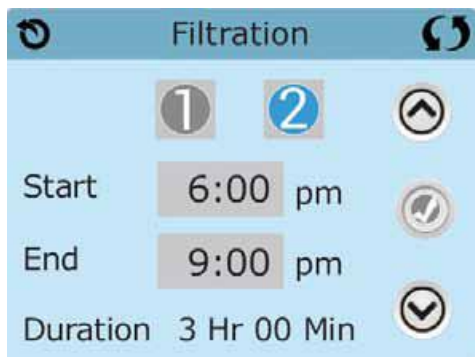 Filtration
1 2
Start 6:00 pm
End 9:00 pm
Duration 3 Hr 00 Min